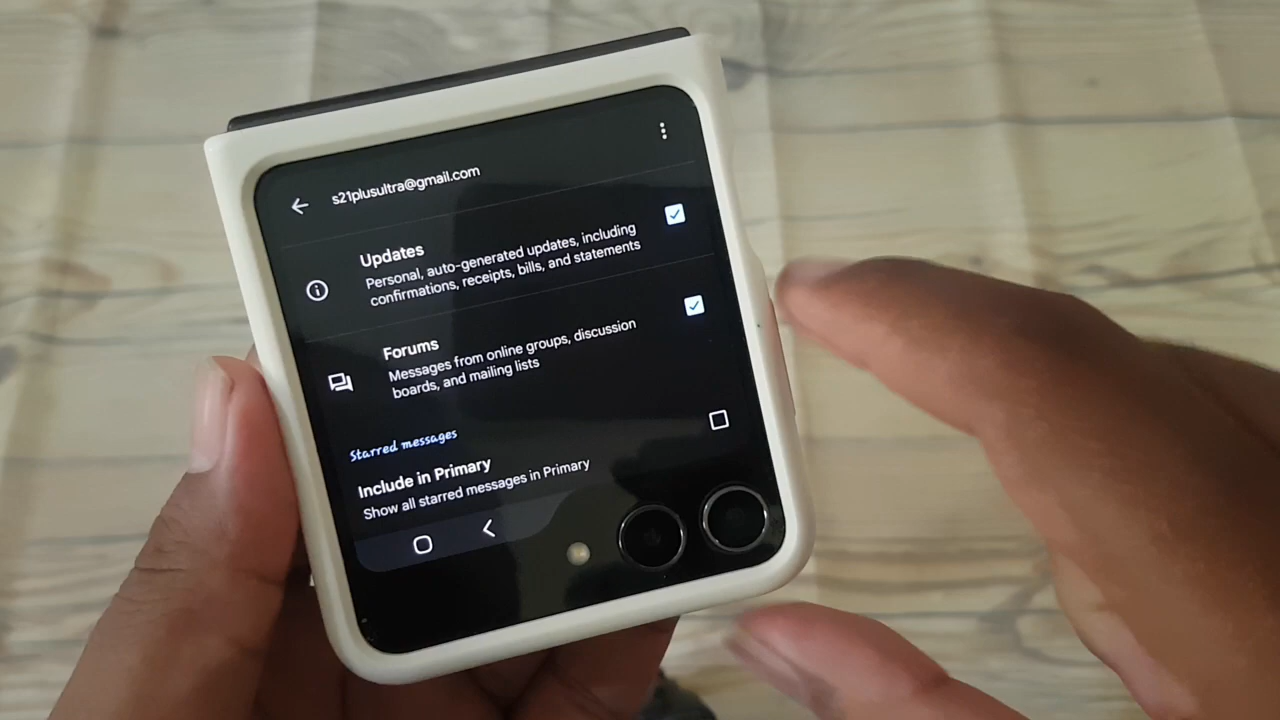 s21plusultra@gmail.com
Updates
Personal, auto-generated updates, including
confirmations, receipts, bills, and statements
Forums
Messages from online groups, discussion
boards, and mailing lists
Starred messages
Include in Primary
Show all starred messages in Primary